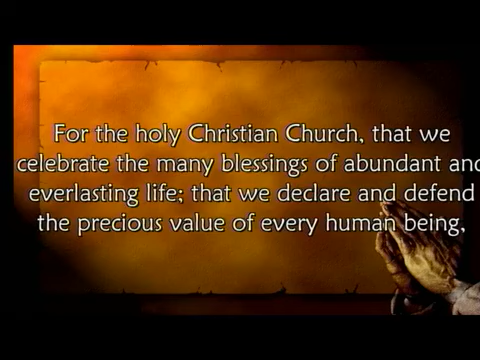 For the holy Christian Church, that we
celebrate the many blessings of abundant and
everlasting life; that we declare and defend
the precious value of every human being,